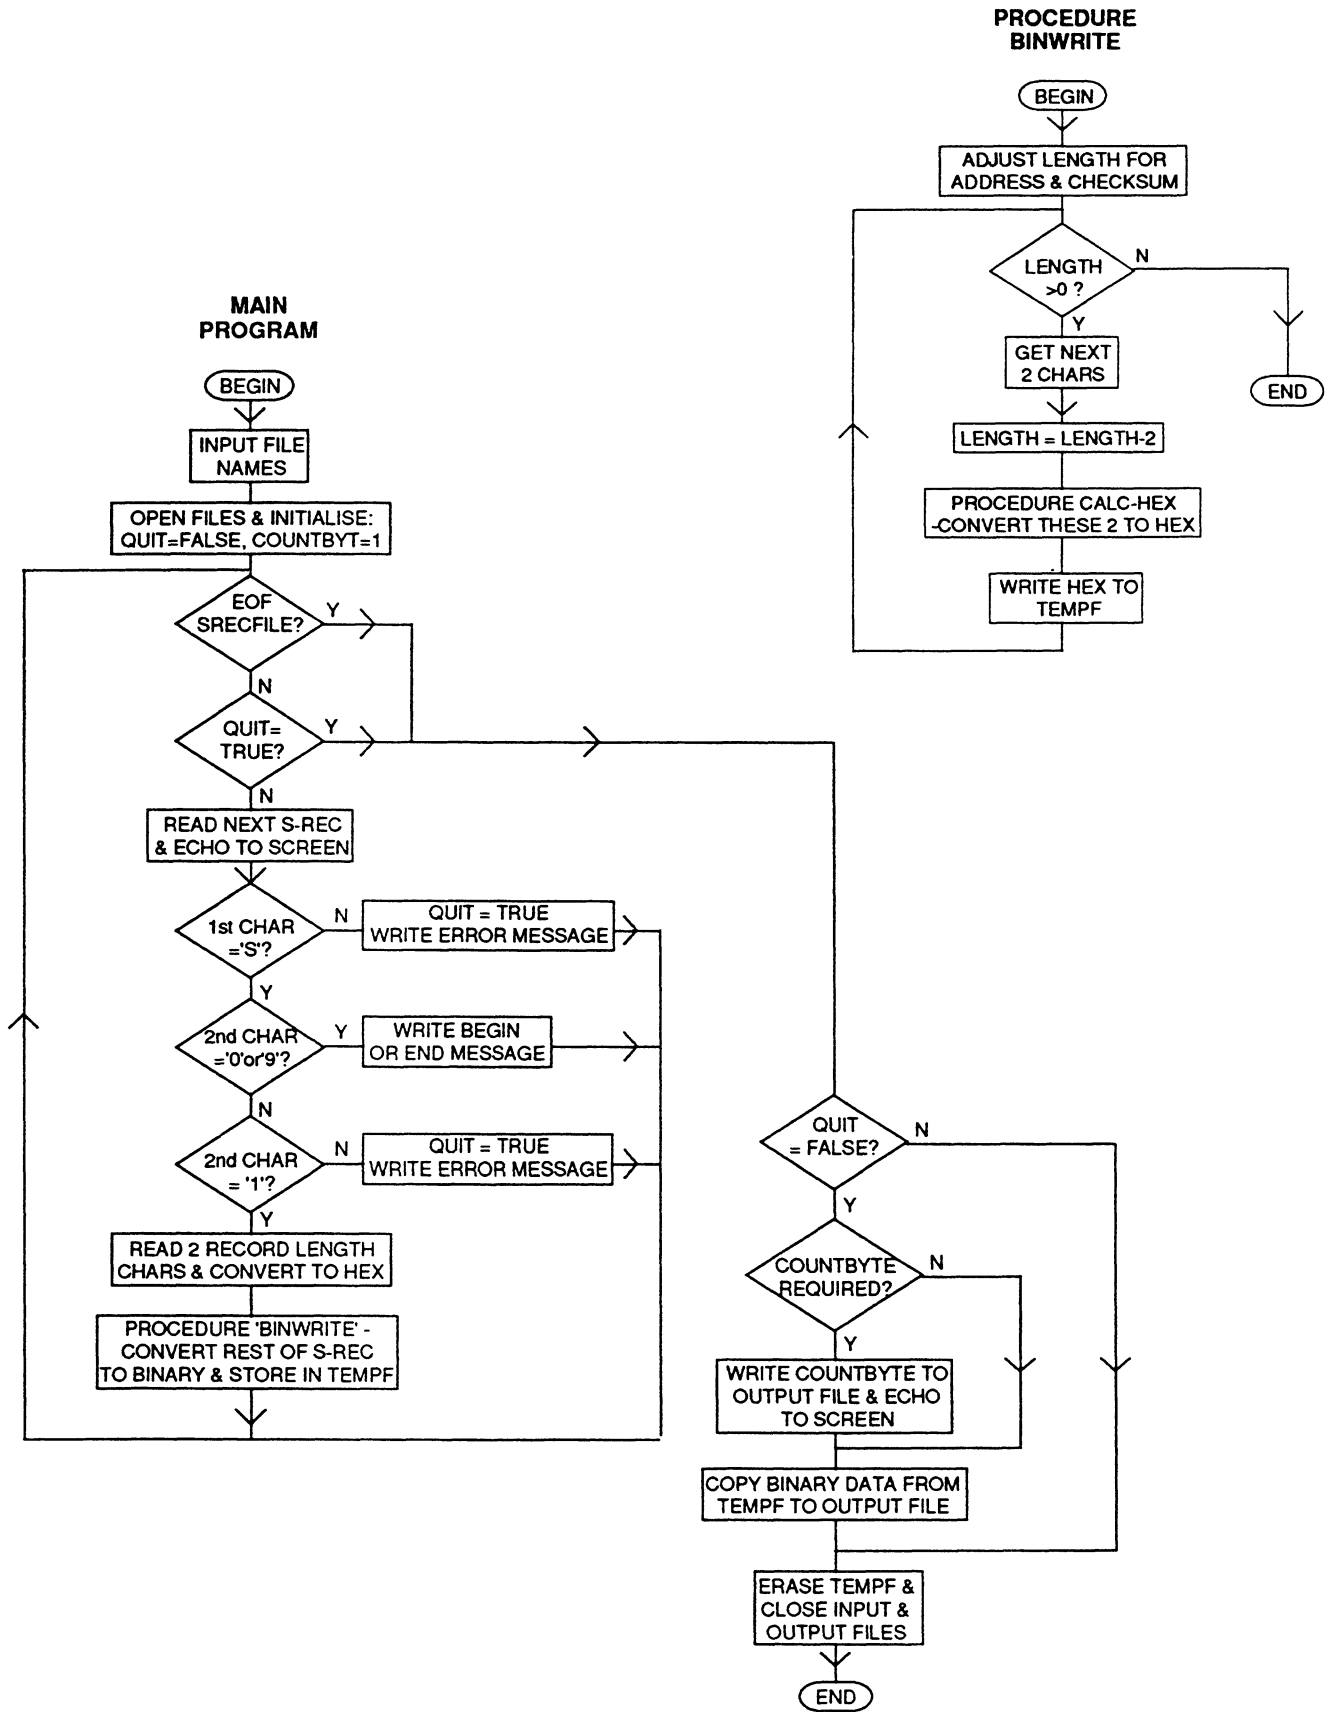 PROCEDURE
BINWRITE
BEGIN
ADJUST LENGTH FOR
ADDRESS & CHECKSUM
LENGTH
>0 ?
N
Y
GET NEXT
2 CHARS
END
LENGTH = LENGTH-2
PROCEDURE CALC-HEX
-CONVERT THESE 2 TO HEX
WRITE HEX TO
TEMPF
MAIN
PROGRAM
BEGIN
INPUT FILE
NAMES
OPEN FILES & INITIALISE:
QUIT=FALSE, COUNTBYT=1
EOF
SRECFILE?
Y
N
QUIT=
TRUE?
Y
N
READ NEXT S-REC
& ECHO TO SCREEN
1st CHAR
='S'?
N
QUIT = TRUE
WRITE ERROR MESSAGE
Y
2nd CHAR
='0'or'9'?
Y
WRITE BEGIN
OR END MESSAGE
N
2nd CHAR
= '1'?
N
QUIT = TRUE
WRITE ERROR MESSAGE
Y
READ 2 RECORD LENGTH
CHARS & CONVERT TO HEX
PROCEDURE 'BINWRITE' -
CONVERT REST OF S-REC
TO BINARY & STORE IN TEMPF
QUIT
= FALSE?
N
Y
COUNTBYTE
REQUIRED?
N
Y
WRITE COUNTBYTE TO
OUTPUT FILE & ECHO
TO SCREEN
COPY BINARY DATA FROM
TEMPF TO OUTPUT FILE
ERASE TEMPF &
CLOSE INPUT &
OUTPUT FILES
END